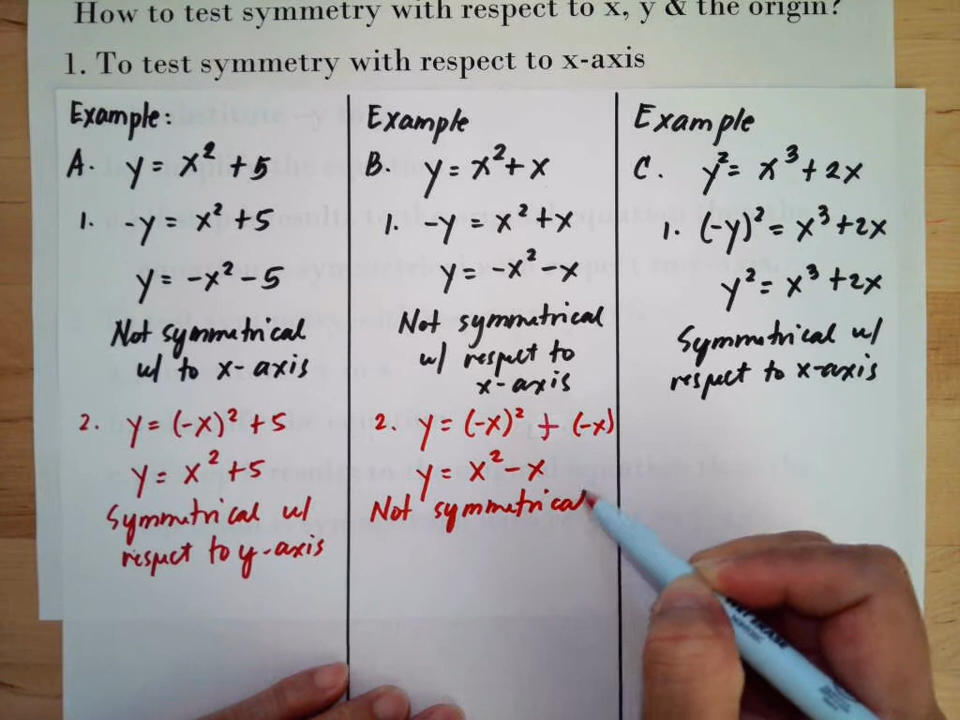 How to test symmetry with respect to x, y & the origin?
1. To test symmetry with respect to x-axis
Example:
A. y = x² + 5
1. -y = x² + 5
y = -x² - 5
Not symmetrical
w/ to x-axis
2. y = (-x)² + 5
y = x² + 5
Symmetrical w/
respect to y-axis
Example
B. y = x² + x
1. -y = x² + x
y = -x² - x
Not symmetrical
w/ respect to
x-axis
2. y = (-x)² + (-x)
y x² - x
Not symmetrical
Example
C. y² = x³ + 2x
1. (-y)² = x³ + 2x
y² = x³ + 2x
Symmetrical w/
respect to x-axis